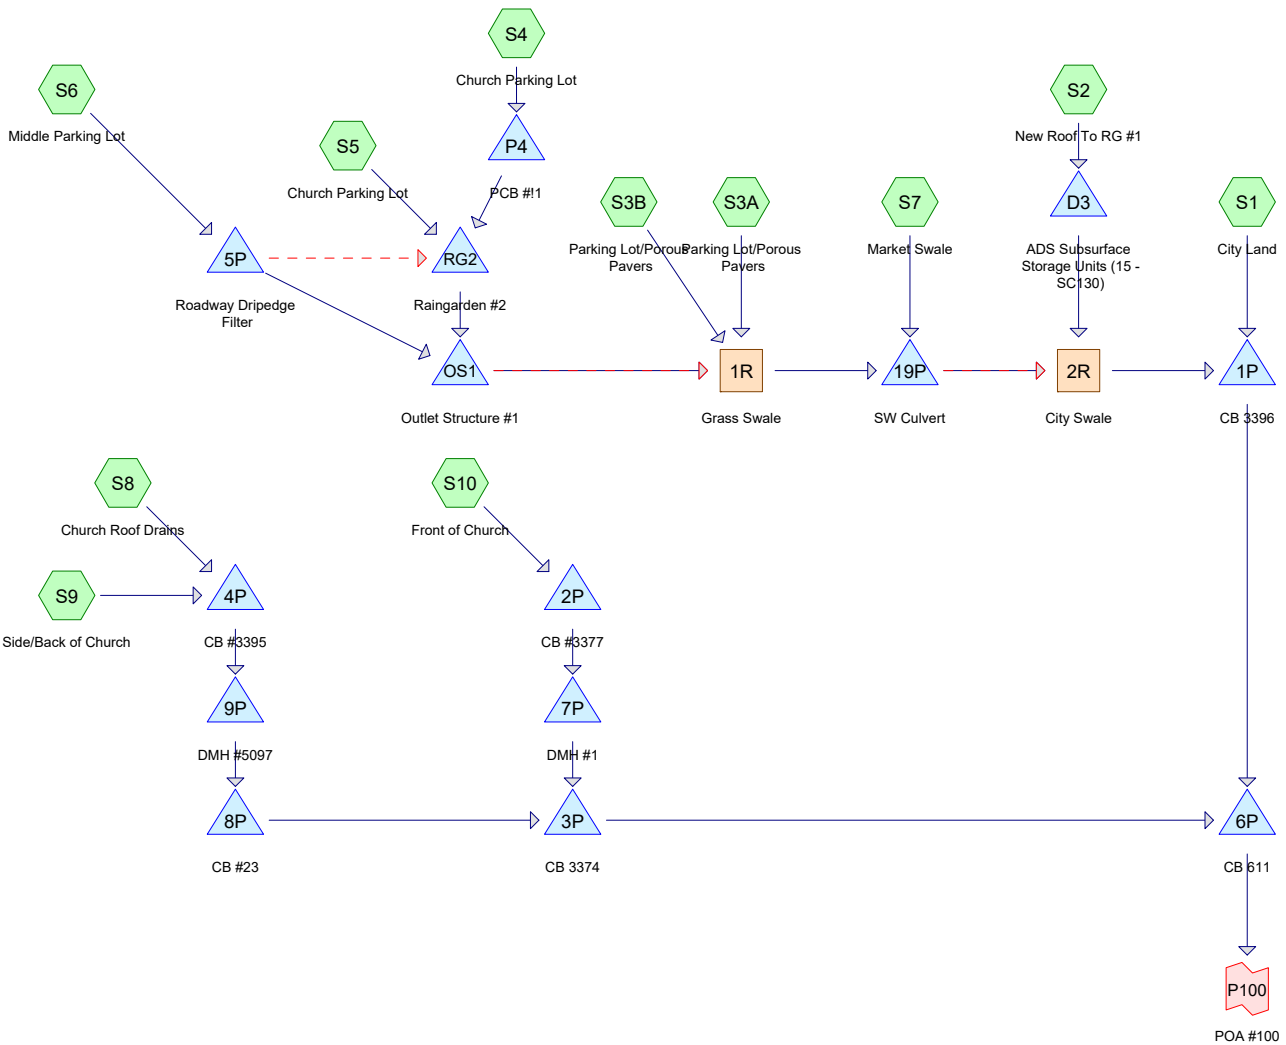 S4
Church Parking Lot
S6
Middle Parking Lot
S2
New Roof To RG #1
P4
PCB #!1
S5
Church Parking Lot
S3B
Parking Lot/Porous
Pavers
S3A
Parking Lot/Porous
Pavers
S7
Market Swale
D3
ADS Subsurface
Storage Units (15 -
SC130)
S1
City Land
5P
Roadway Dripedge
Filter
RG2
Raingarden #2
OS1
Outlet Structure #1
1R
Grass Swale
19P
SW Culvert
2R
City Swale
1P
CB 3396
S8
Church Roof Drains
S10
Front of Church
S9
Side/Back of Church
4P
CB #3395
2P
CB #3377
9P
DMH #5097
7P
DMH #1
8P
CB #23
3P
CB 3374
6P
CB 611
P100
POA #100